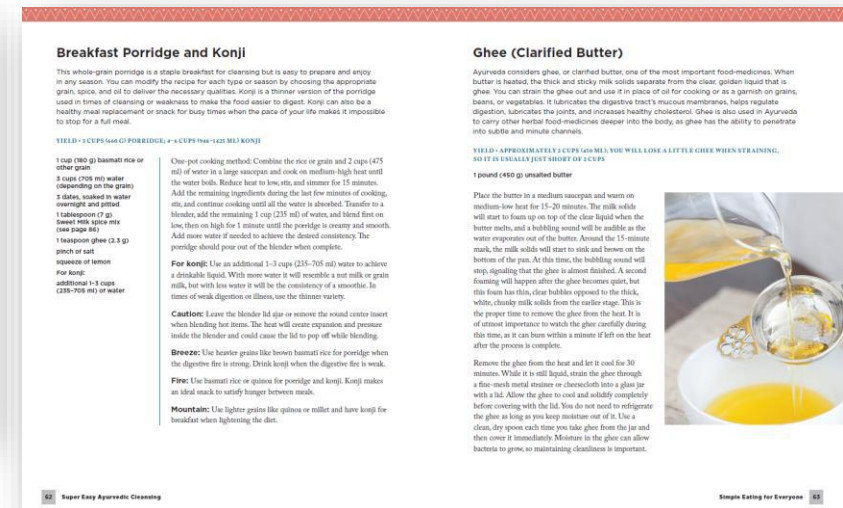 Breakfast Porridge and Konji
This whole-grain porridge is a staple breakfast for cleansing but is easy to prepare and enjoy
in any season. You can modify the recipe for each type or season by choosing the appropriate
grain, spice, and oil to deliver the necessary qualities. Konji is a thinner version of the porridge
used in times of cleansing or weakness to make the food easier to digest. Konji can also be a
healthy meal replacement or snack for busy times when the pace of your life makes it impossible
to stop for a full meal.
YIELD • 3 CUPS (600 G) PORRIDGE; 4–6 CUPS (946–1425 ML) KONJI
1 cup (180 g) basmati rice or
other grain
3 cups (705 ml) water
(depending on the grain)
3 dates, soaked in water
overnight and pitted
1 tablespoon (7 g)
Sweet Milk spice mix
(see page 86)
1 teaspoon ghee (2.3 g)
pinch of salt
squeeze of lemon
For konji:
additional 1–3 cups
(235–705 ml) of water
One-pot cooking method: Combine the rice or grain and 2 cups (475
ml) of water in a large saucepan and cook on medium-high heat until
the water boils. Reduce heat to low, stir, and simmer for 15 minutes.
Add the remaining ingredients during the last few minutes of cooking,
stir, and continue cooking until all the water is absorbed. Transfer to a
blender, add the remaining 1 cup (235 ml) of water, and blend first on
low, then on high for 1 minute until the porridge is creamy and smooth.
Add more water if needed to achieve the desired consistency. The
porridge should pour out of the blender when complete.
For konji: Use an additional 1–3 cups (235–705 ml) water to achieve
a drinkable liquid. With more water it will resemble a nut milk or grain
milk, but with less water it will be the consistency of a smoothie. In
times of weak digestion or illness, use the thinner variety.
Caution: Leave the blender lid ajar or remove the round center insert
when blending hot items. The heat will create expansion and pressure
inside the blender and could cause the lid to pop off while blending.
Breeze: Use heavier grains like brown basmati rice for porridge when
the digestive fire is strong. Drink konji when the digestive fire is weak.
Fire: Use basmati rice or quinoa for porridge and konji. Konji makes
an ideal snack to satisfy hunger between meals.
Mountain: Use lighter grains like quinoa or millet and have konji for
breakfast when lightening the diet.
62 Super Easy Ayurvedic Cleansing
Ghee (Clarified Butter)
Ayurveda considers ghee, or clarified butter, one of the most important food-medicines. When
butter is heated, the thick and sticky milk solids separate from the clear, golden liquid that is
ghee. You can strain the ghee out and use it in place of oil for cooking or as a garnish on grains,
beans, or vegetables. It lubricates the digestive tract's mucous membranes, helps regulate
digestion, lubricates the joints, and increases healthy cholesterol. Ghee is also used in Ayurveda
to carry other herbal food-medicines deeper into the body, as ghee has the ability to penetrate
into subtle and minute channels.
YIELD • APPROXIMATELY 2 CUPS (470 ML); YOU WILL LOSE A LITTLE GHEE WHEN STRAINING,
SO IT IS USUALLY JUST SHORT OF 2 CUPS
1 pound (450 g) unsalted butter
Place the butter in a medium saucepan and warm on
medium-low heat for 15–20 minutes. The milk solids
will start to foam up on top of the clear liquid when the
butter melts, and a bubbling sound will be audible as the
water evaporates out of the butter. Around the 15-minute
mark, the milk solids will start to sink and brown on the
bottom of the pan. At this time, the bubbling sound will
stop, signaling that the ghee is almost finished. A second
foaming will happen after the ghee becomes quiet, but
this foam has thin, clear bubbles opposed to the thick,
white, chunky milk solids from the earlier stage. This is
the proper time to remove the ghee from the heat. It is
of utmost importance to watch the ghee carefully during
this time, as it can burn within a minute if left on the heat
after the process is complete.
Remove the ghee from the heat and let it cool for 30
minutes. While it is still liquid, strain the ghee through
a fine-mesh metal strainer or cheesecloth into a glass jar
with a lid. Allow the ghee to cool and solidify completely
before covering with the lid. You do not need to refrigerate
the ghee as long as you keep moisture out of it. Use a
clean, dry spoon each time you take ghee from the jar and
then cover it immediately. Moisture in the ghee can allow
bacteria to grow, so maintaining cleanliness is important.
Simple Eating for Everyone 63